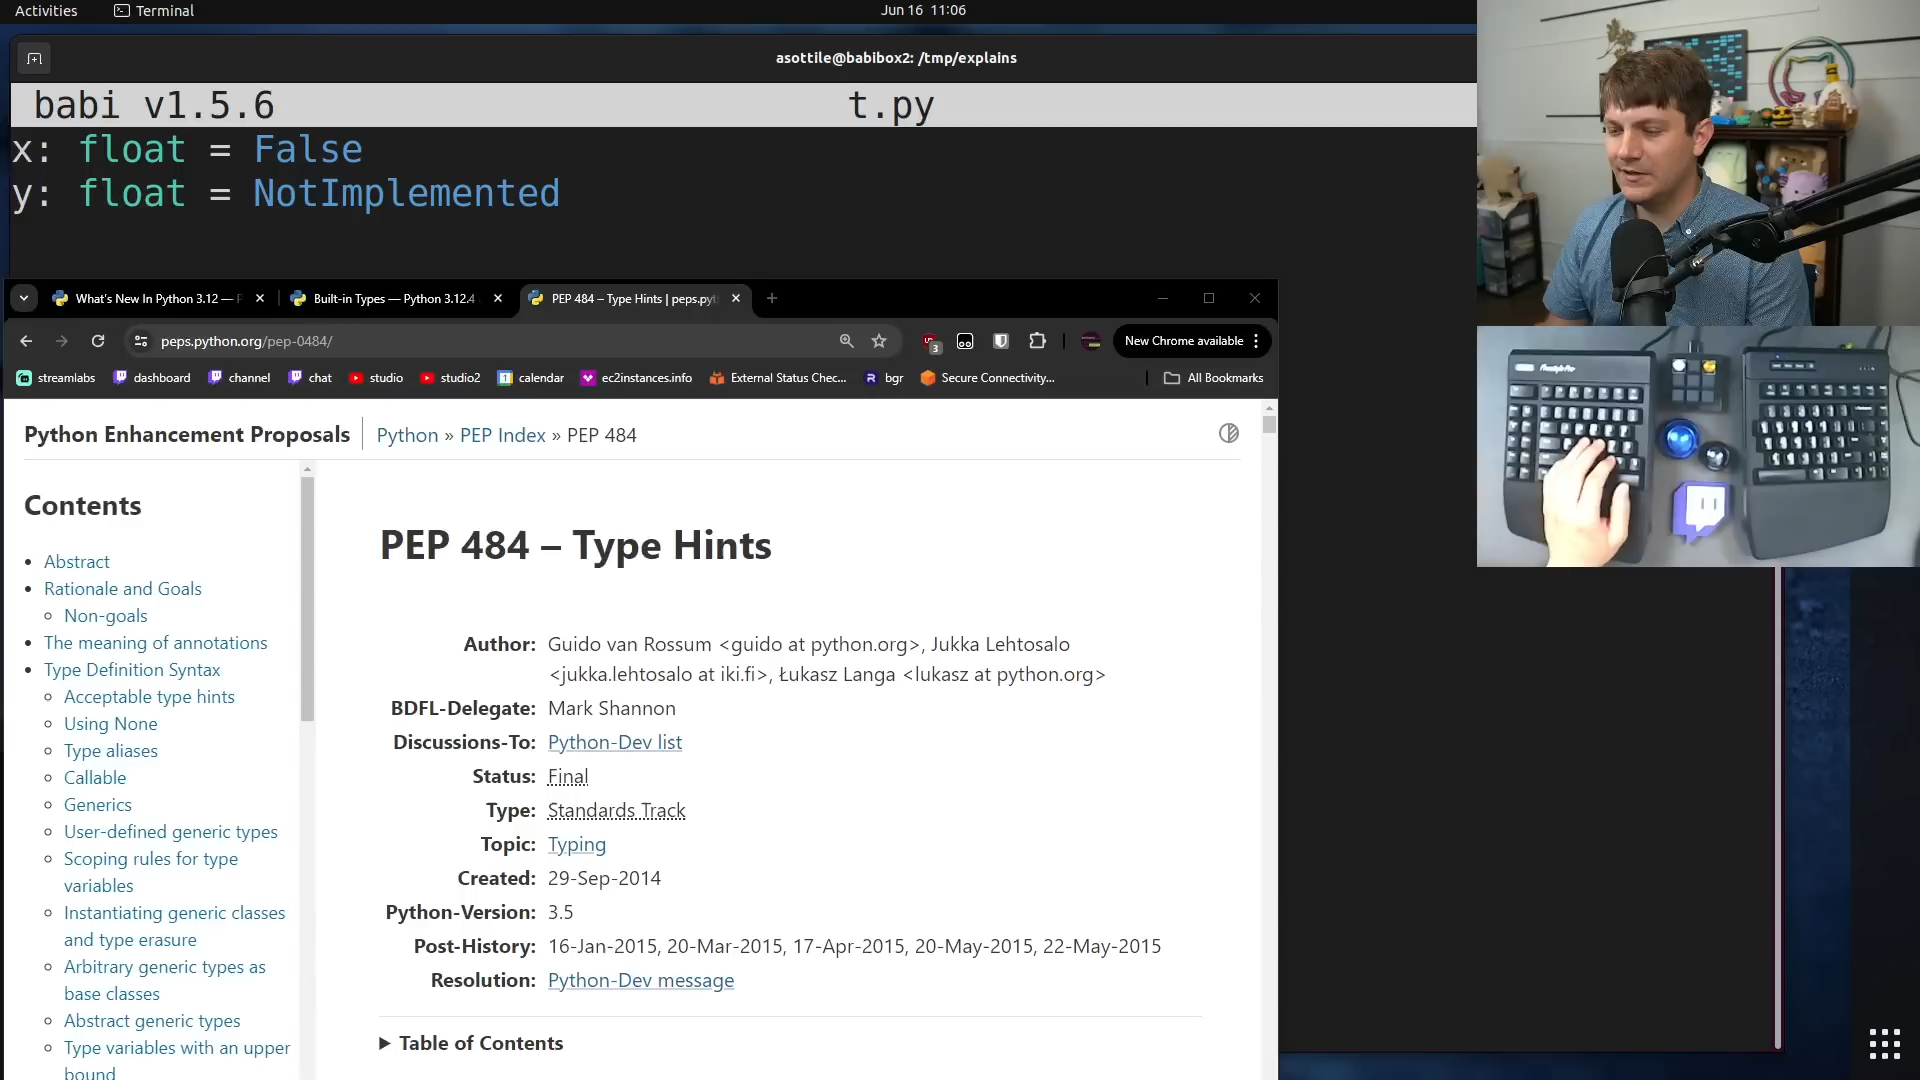 Activities
Terminal
Jun 16 11:06
asottile@babibox2: /tmp/explains
babi v1.5.6
t.py
x: float = False
y: float = NotImplemented
What's New In Python 3.12 —
Built-in Types — Python 3.12.4
PEP 484 – Type Hints | peps.pyt
peps.python.org/pep-0484/
3
New Chrome available
streamlabs
dashboard
channel
chat
studio
studio2
calendar
ec2instances.info
External Status Chec...
bgr
Secure Connectivity...
All Bookmarks
Python Enhancement Proposals
Python » PEP Index » PEP 484
Contents
Abstract
Rationale and Goals
Non-goals
The meaning of annotations
Type Definition Syntax
Acceptable type hints
Using None
Type aliases
Callable
Generics
User-defined generic types
Scoping rules for type
variables
Instantiating generic classes
and type erasure
Arbitrary generic types as
base classes
Abstract generic types
Type variables with an upper
bound
PEP 484 – Type Hints
Author: Guido van Rossum <guido at python.org>, Jukka Lehtosalo
<jukka.lehtosalo at iki.fi>, Łukasz Langa <lukasz at python.org>
BDFL-Delegate: Mark Shannon
Discussions-To: Python-Dev list
Status: Final
Type: Standards Track
Topic: Typing
Created: 29-Sep-2014
Python-Version: 3.5
Post-History: 16-Jan-2015, 20-Mar-2015, 17-Apr-2015, 20-May-2015, 22-May-2015
Resolution: Python-Dev message
Table of Contents